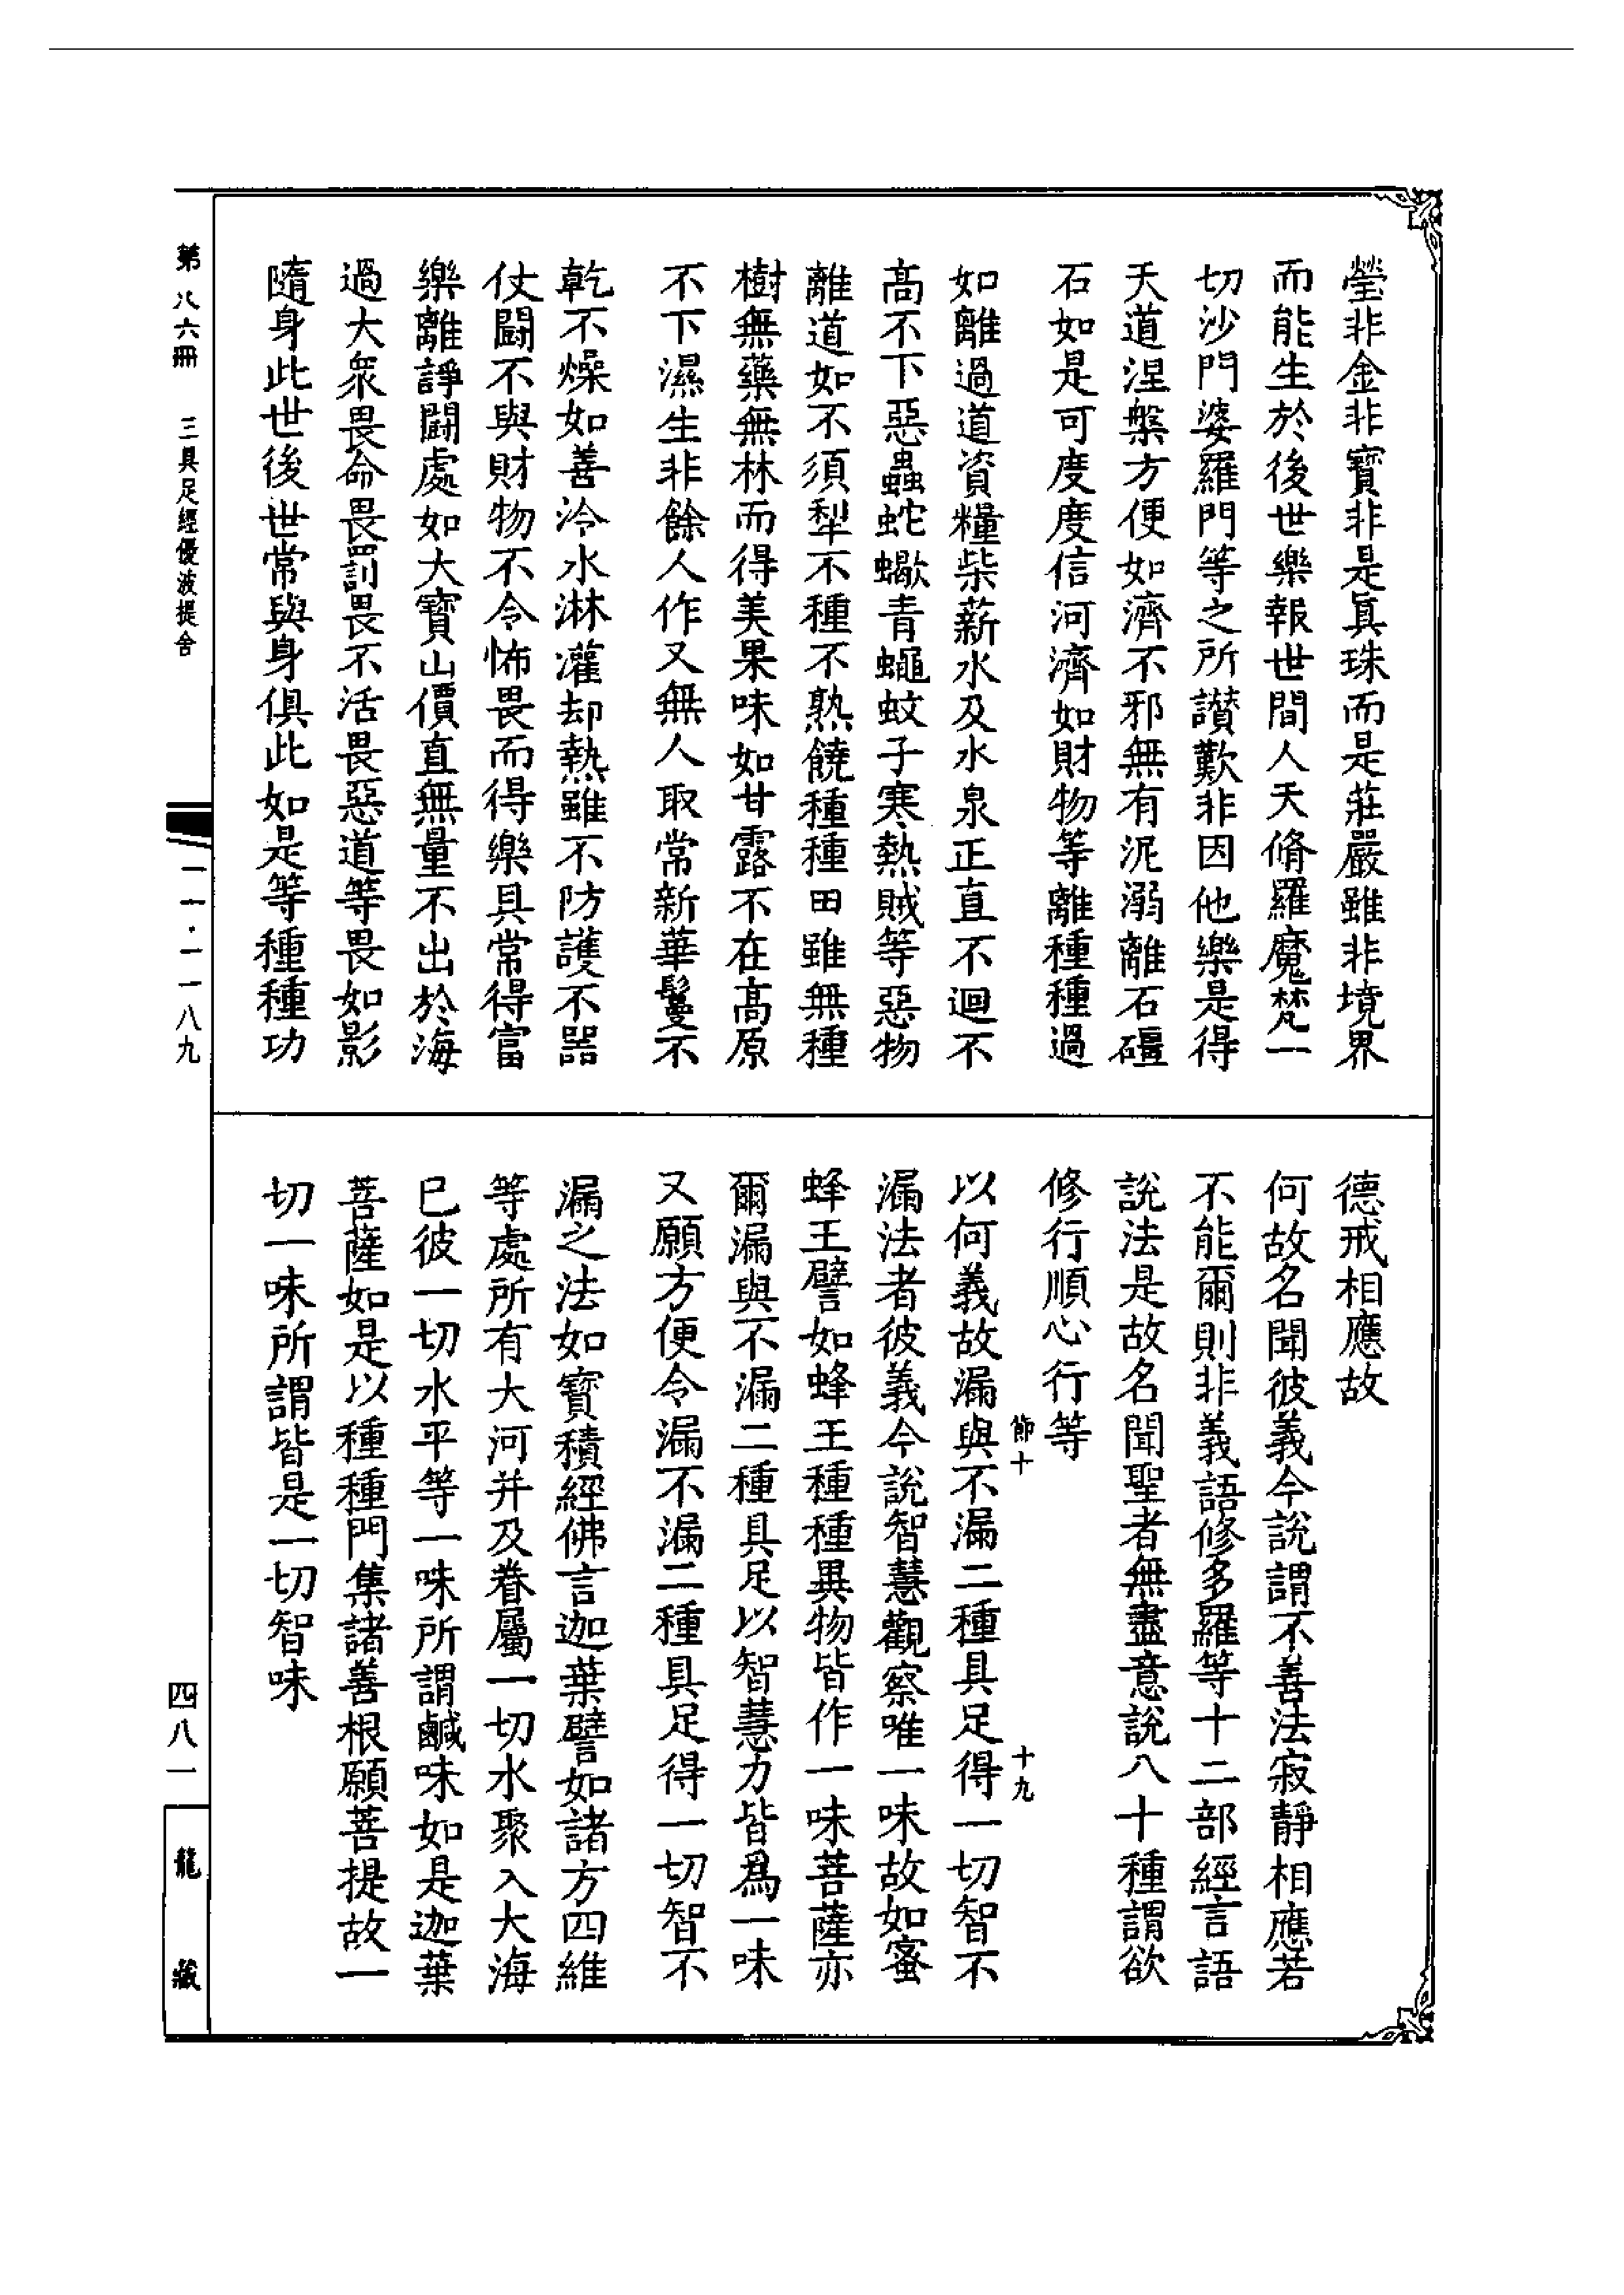 瑩非金非寶非是真珠而是莊嚴雖非境界
而能生於後世樂報世間人天脩羅魔梵一
切沙門婆羅門等之所讃歎非因他樂是得
天道涅槃方便如濟不邪無有泥溺離石礓
石如是可度度信河濟如財物等離種種過
如離過道資糧柴薪水及水泉正直不迴不
高不下惡蟲蛇蠍青蠅蚊子寒熱賊等惡物
離道如不須犁不種不熟饒種種田雖無種
樹無藥無林而得美果味如甘露不在高原
不下濕生非餘人作又無人取常新華鬘不
乾不燥如善冷水淋灌却熱雖不防護不器
仗鬪不與財物不令怖畏而得樂具常得富
樂離諍鬪處如大寶山價直無量不出於海
過大衆畏命畏罰畏不活畏惡道等畏如影
隨身此世後世常與身俱此如是等種種功
德戒相應故
何故名聞彼義今說謂不善法寂靜相應若
不能爾則非義語修多羅等十二部經言語
說法是故名聞聖者無盡意說八十種謂欲
修行順心行等
節十 十九
以何義故漏與不漏二種具足得一切智不
漏法者彼義今說智慧觀察唯一味故如蜜
蜂王譬如蜂王種種異物皆作一味菩薩亦
爾漏與不漏二種具足以智慧力皆爲一味
又願方便令漏不漏二種具足得一切智不
漏之法如寶積經佛言迦葉譬如諸方四維
等處所有大河并及眷屬一切水聚入大海
已彼一切水平等一味所謂鹹味如是迦葉
菩薩如是以種種門集諸善根願菩提故一
切一味所謂皆是一切智味
第八六冊 三具足經優波提舍
一一·一一八九
四八一
龍藏